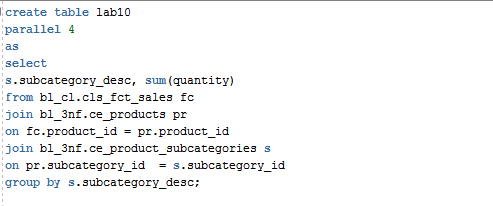 create table lab10
parallel 4
as
select
s.subcategory_desc, sum(quantity)
from bl_cl.cls_fct_sales fc
join bl_3nf.ce_products pr
on fc.product_id = pr.product_id
join bl_3nf.ce_product_subcategories s
on pr.subcategory_id  = s.subcategory_id
group by s.subcategory_desc;